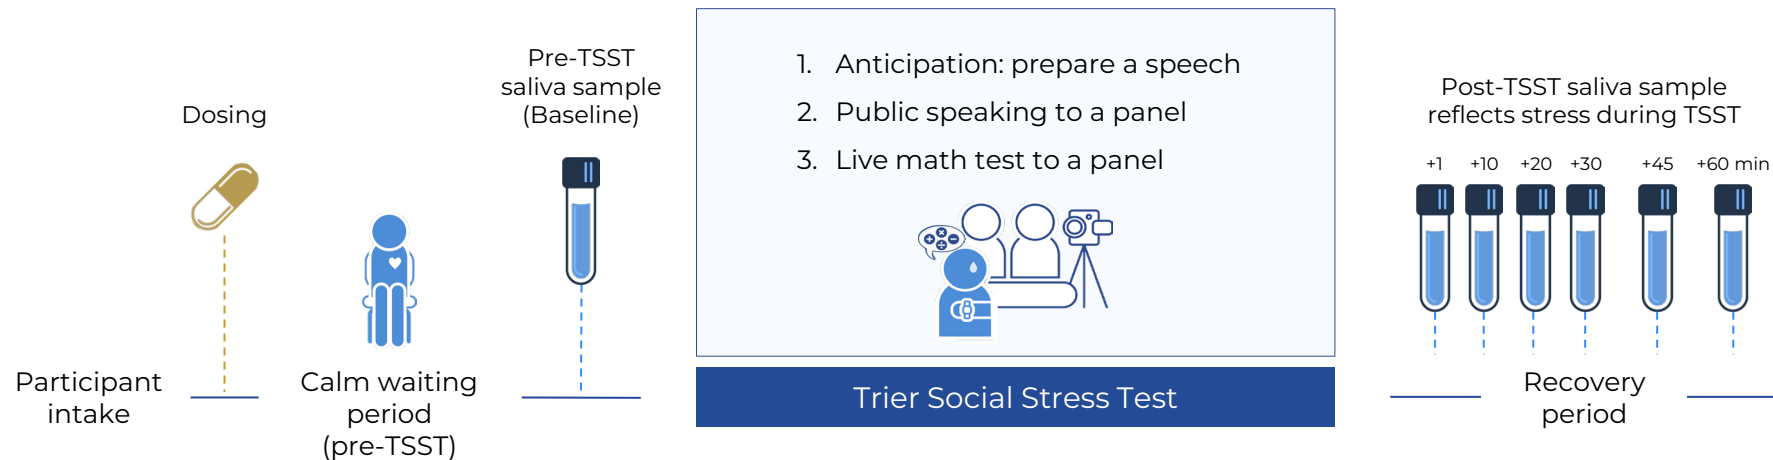 Participant
intake
Dosing
Calm waiting
period
(pre-TSST)
Pre-TSST
saliva sample
(Baseline)
1. Anticipation: prepare a speech
2. Public speaking to a panel
3. Live math test to a panel
Trier Social Stress Test
Post-TSST saliva sample
reflects stress during TSST
+1 +10 +20 +30 +45 +60 min
Recovery
period